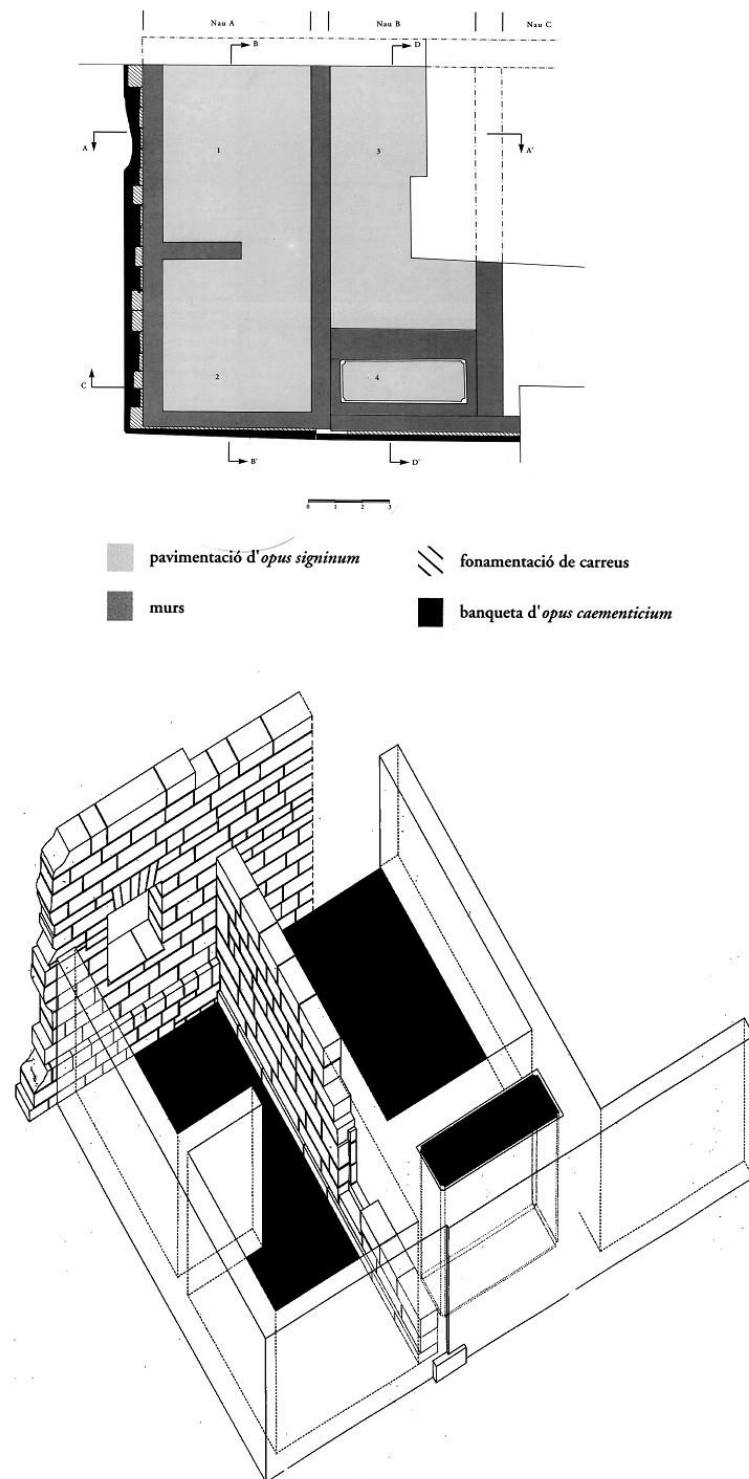 Nau A Nau B Nau C
B D
1 3
A A'
2 4
C
B' D'
0 1 2 3
pavimentació d'opus signinum
fonamentació de carreus
murs
banqueta d'opus caementicium